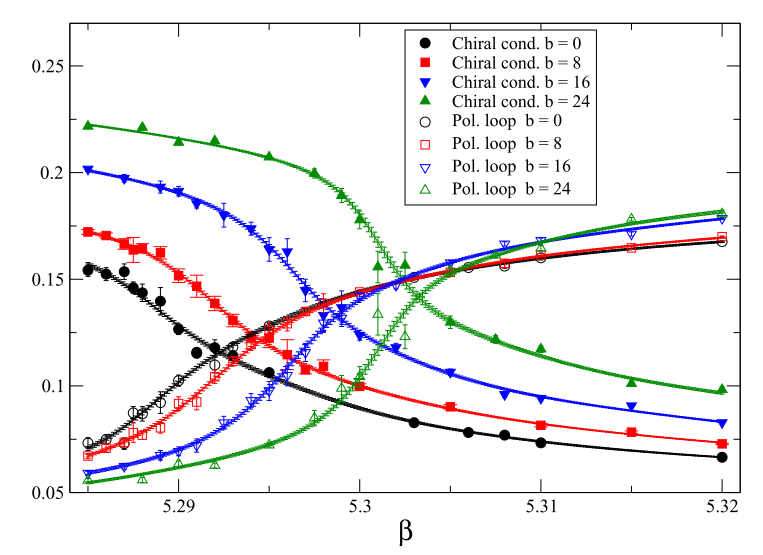 0.25
0.2
0.15
0.1
0.05
Chiral cond. b = 0
Chiral cond. b = 8
Chiral cond. b = 16
Chiral cond. b = 24
Pol. loop b = 0
Pol. loop b = 8
Pol. loop b = 16
Pol. loop b = 24
5.29
5.3
5.31
5.32
β